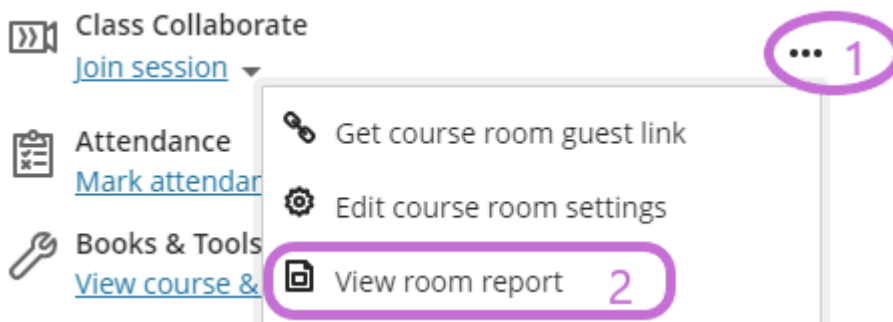 Class Collaborate
Join session
... 1
Get course room guest link
Attendance
Mark attendar
Edit course room settings
Books & Tools
View course &
View room report 2